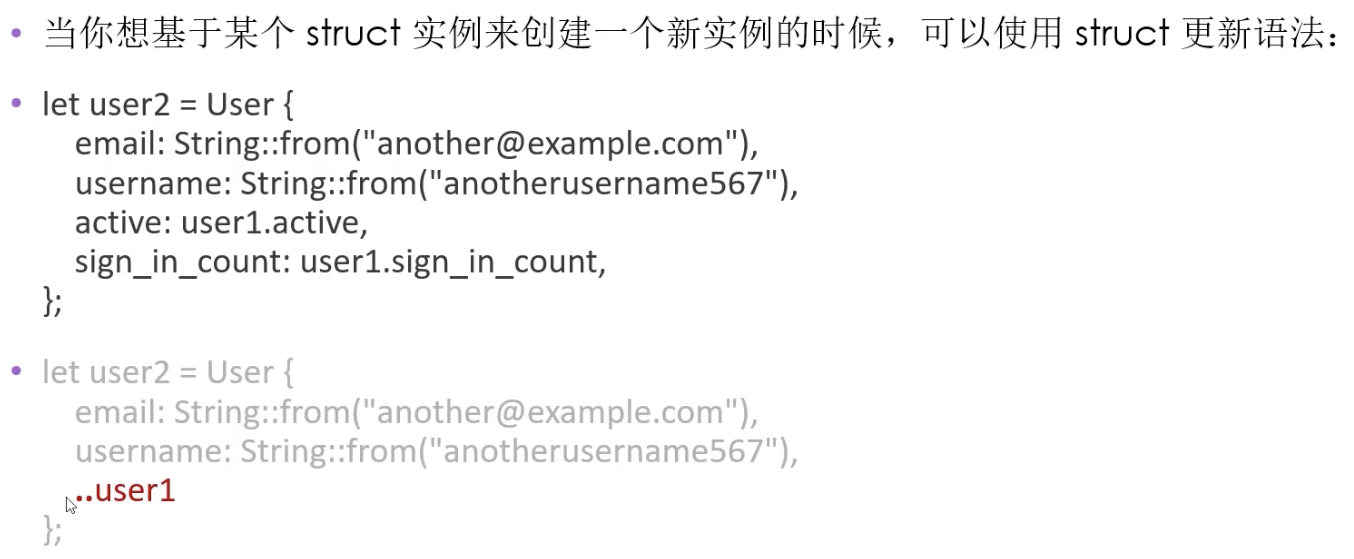 • 当你想基于某个 struct 实例来创建一个新实例的时候，可以使用 struct 更新语法：
• let user2 = User {
email: String::from("another@example.com"),
username: String::from("anotherusername567"),
active: user1.active,
sign_in_count: user1.sign_in_count,
};
• let user2 = User {
email: String::from("another@example.com"),
username: String::from("anotherusername567"),
..user1
};